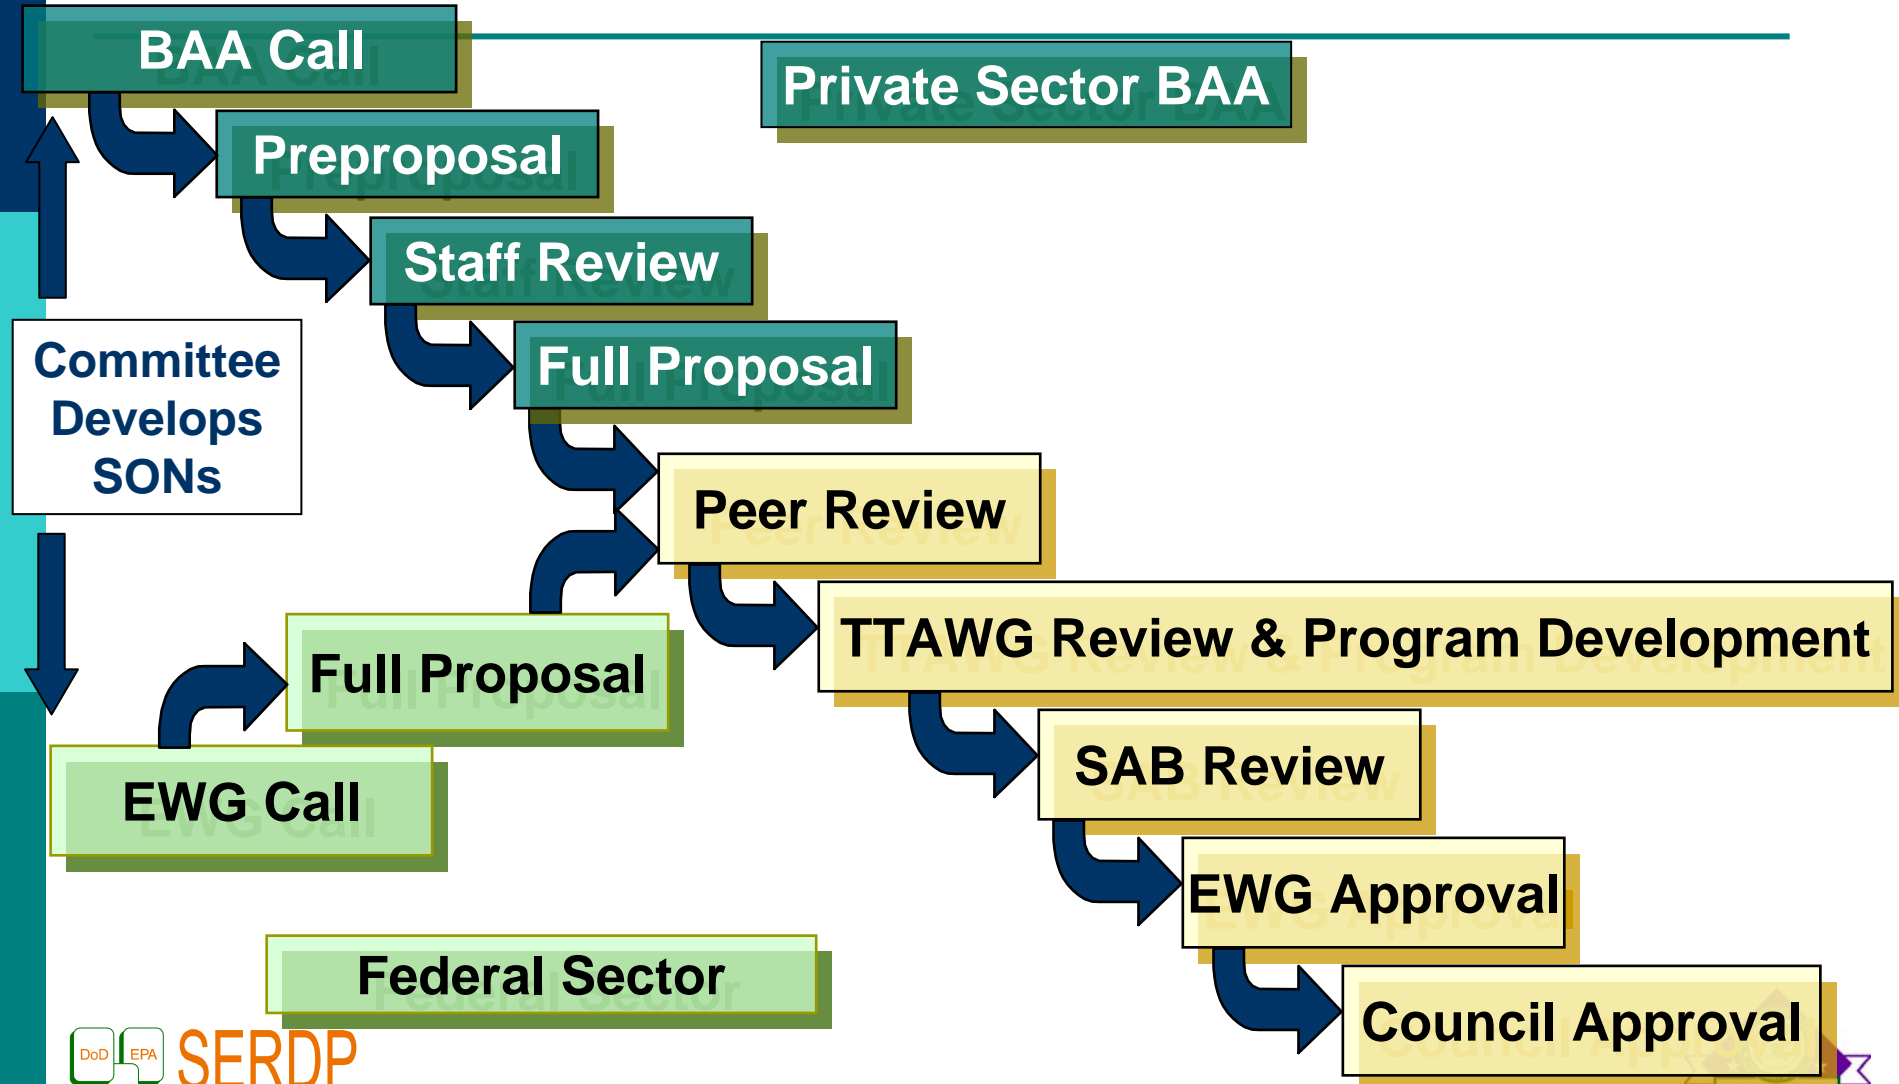 BAA Call
Private Sector BAA
Preproposal
Staff Review
Full Proposal
Committee
Develops
SONs
Peer Review
TTAWG Review & Program Development
Full Proposal
SAB Review
EWG Call
EWG Approval
Federal Sector
Council Approval
DoD
EPA
SERDP